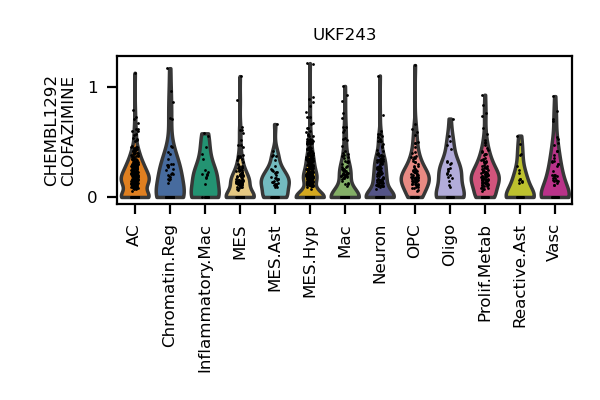 UKF243
CHEMBL1292
CLOFAZIMINE
1
0
AC
Chromatin.Reg
Inflammatory.Mac
MES
MES.Ast
MES.Hyp
Mac
Neuron
OPC
Oligo
Prolif.Metab
Reactive.Ast
Vasc